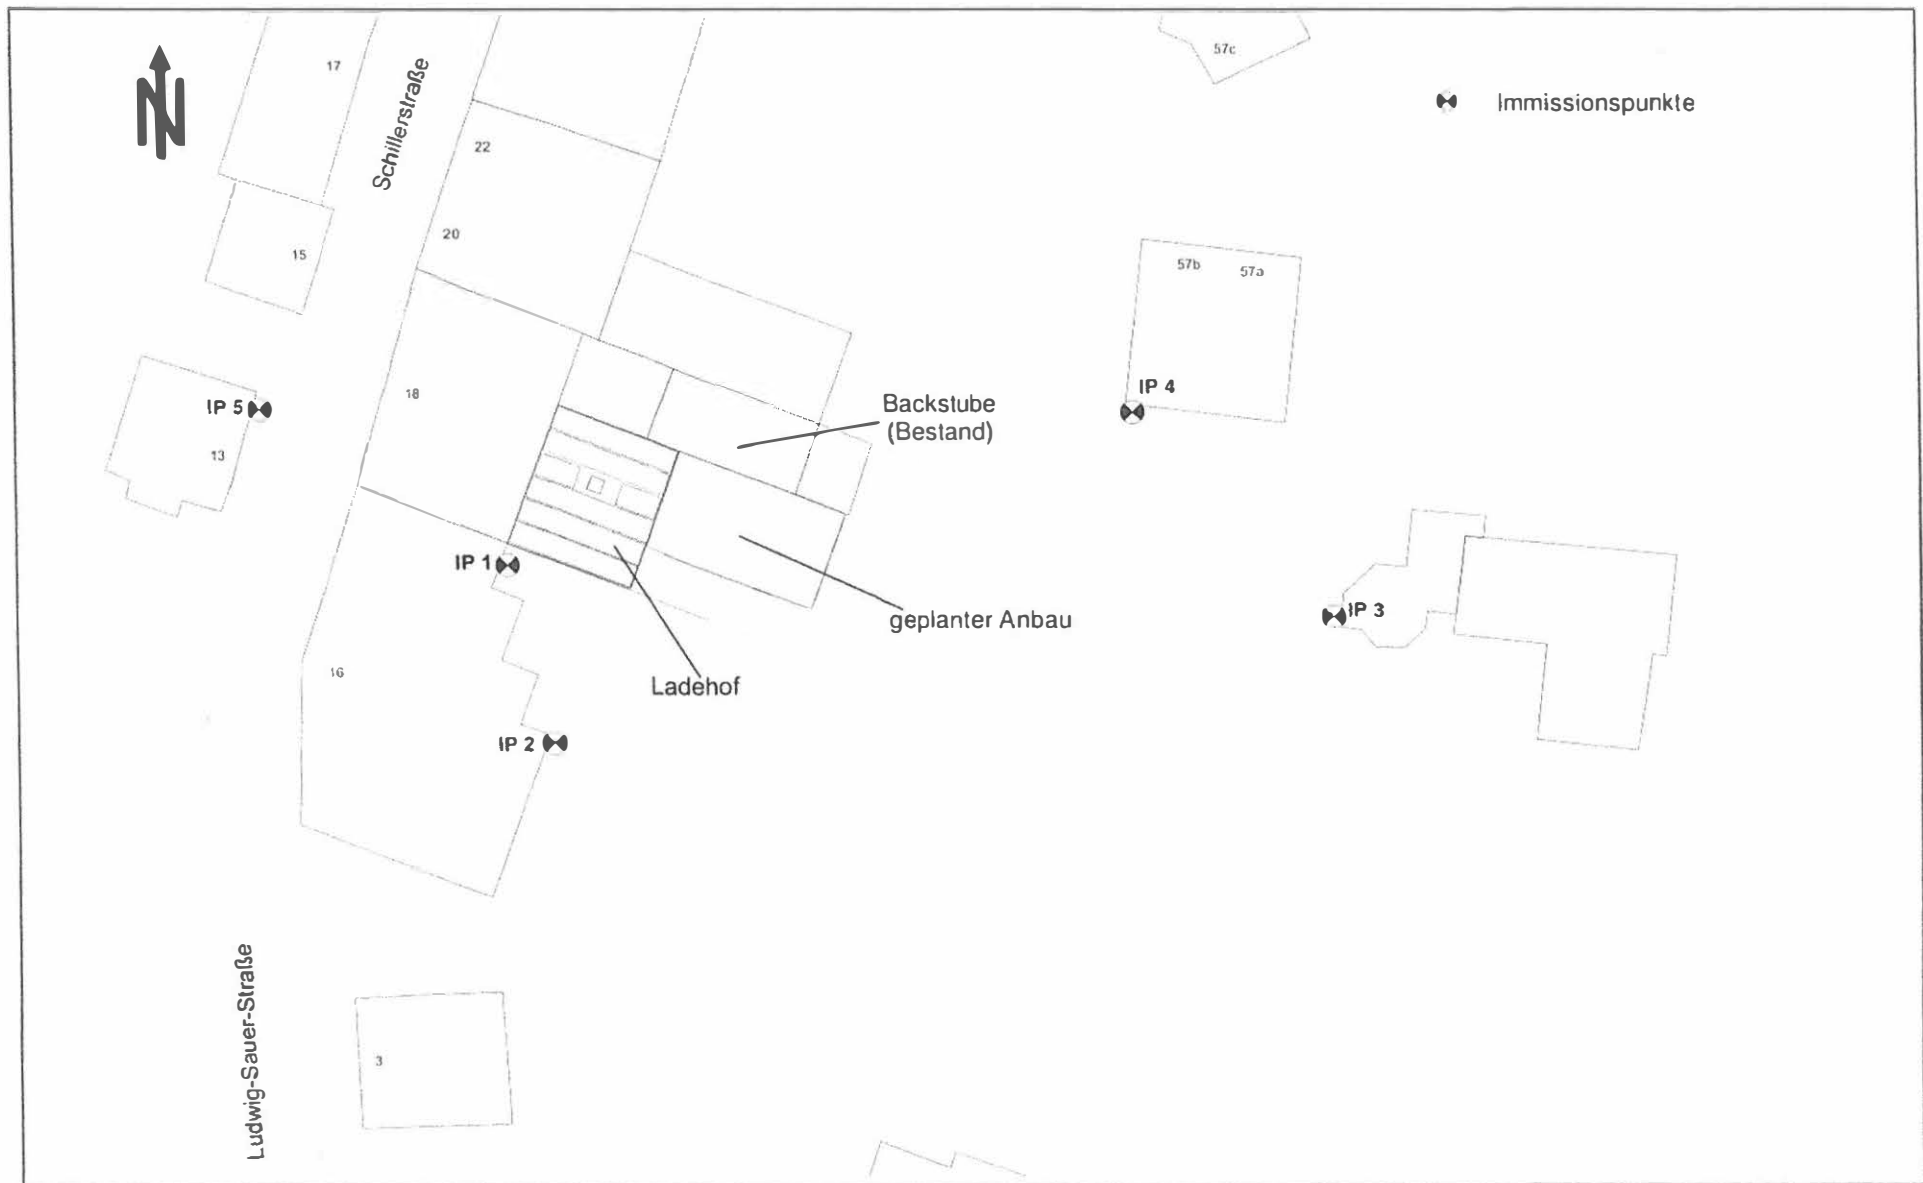 57c
17
N
Immissionspunkte
Schillerstraße
22
20
15
57b
57a
IP 4
18
IP 5
Backstube
(Bestand)
13
IP 1
IP 3
geplanter Anbau
16
Ladehof
IP 2
Ludwig-Sauer-Straße
3